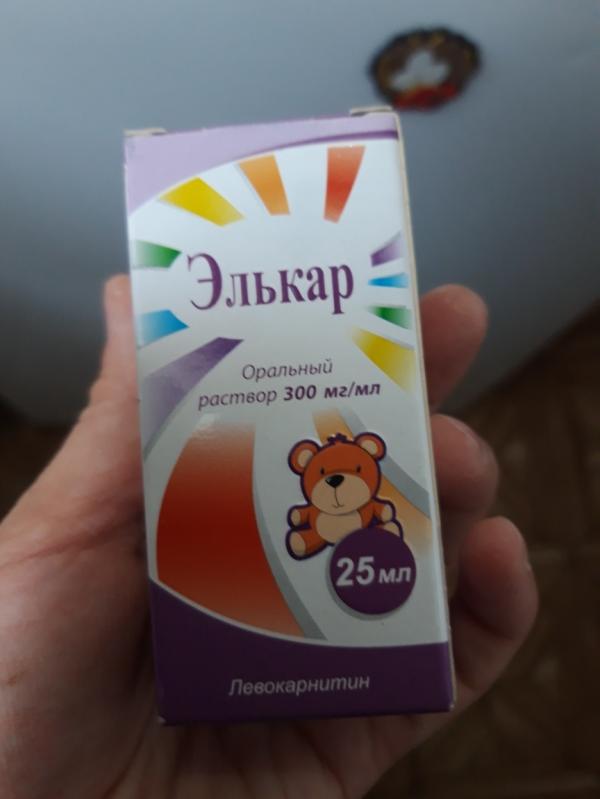 Элькар
Оральный
раствор 300 мг/мл
25 мл
Левокарнитин